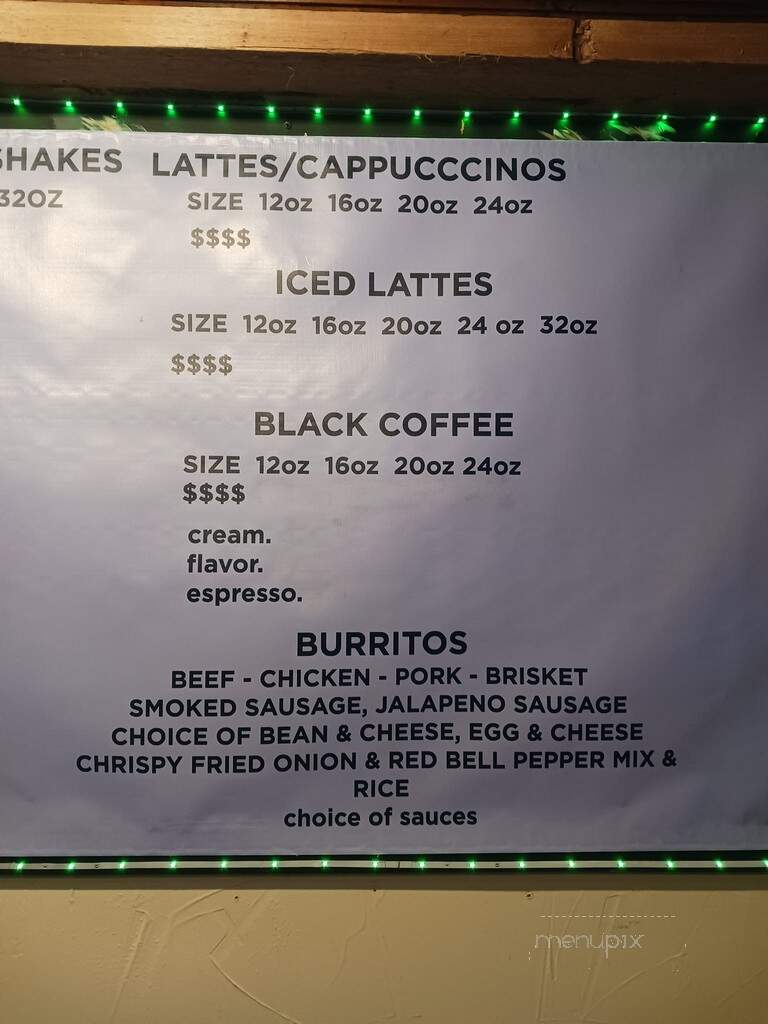 SHAKES
32OZ
LATTES/CAPPUCCCINOS
SIZE 12oz 16oz 20oz 24oz
$$$$
ICED LATTES
SIZE 12oz 16oz 20oz 24 oz 32oz
$$$$
BLACK COFFEE
SIZE 12oz 16oz 20oz 24oz
$$$$
cream.
flavor.
espresso.
BURRITOS
BEEF - CHICKEN - PORK - BRISKET
SMOKED SAUSAGE, JALAPENO SAUSAGE
CHOICE OF BEAN & CHEESE, EGG & CHEESE
CHRISPY FRIED ONION & RED BELL PEPPER MIX &
RICE
choice of sauces
menupix